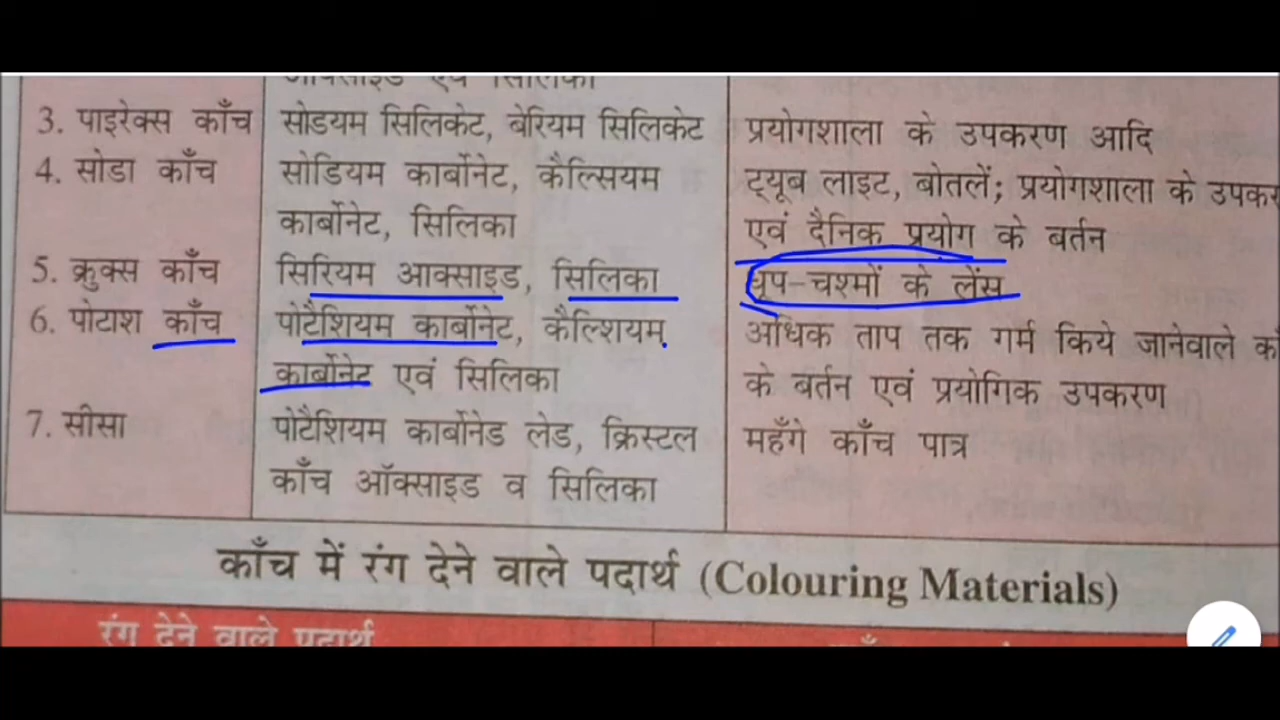 एवं सिलिका
3. पाइरेक्स काँच सोडयम सिलिकेट, बेरियम सिलिकेट प्रयोगशाला के उपकरण आदि
4. सोडा काँच सोडियम कार्बोनेट, कैल्सियम ट्यूब लाइट, बोतलें; प्रयोगशाला के
कार्बोनेट, सिलिका एवं दैनिक प्रयोग के बर्तन
5. क्रुक्स काँच सिरियम आक्साइड, सिलिका धूप-चश्मों के लेंस
6. पोटाश काँच पोटैशियम कार्बोनेट, कैल्शियम अधिक ताप तक गर्म किये जानेवाले
कार्बोनेट एवं सिलिका के बर्तन एवं प्रयोगिक उपकरण
7. सीसा पोटैशियम कार्बोनेड लेड, क्रिस्टल महँगे काँच पात्र
काँच ऑक्साइड व सिलिका
काँच में रंग देने वाले पदार्थ (Colouring Materials)
रंग देने वाले पदार्थ